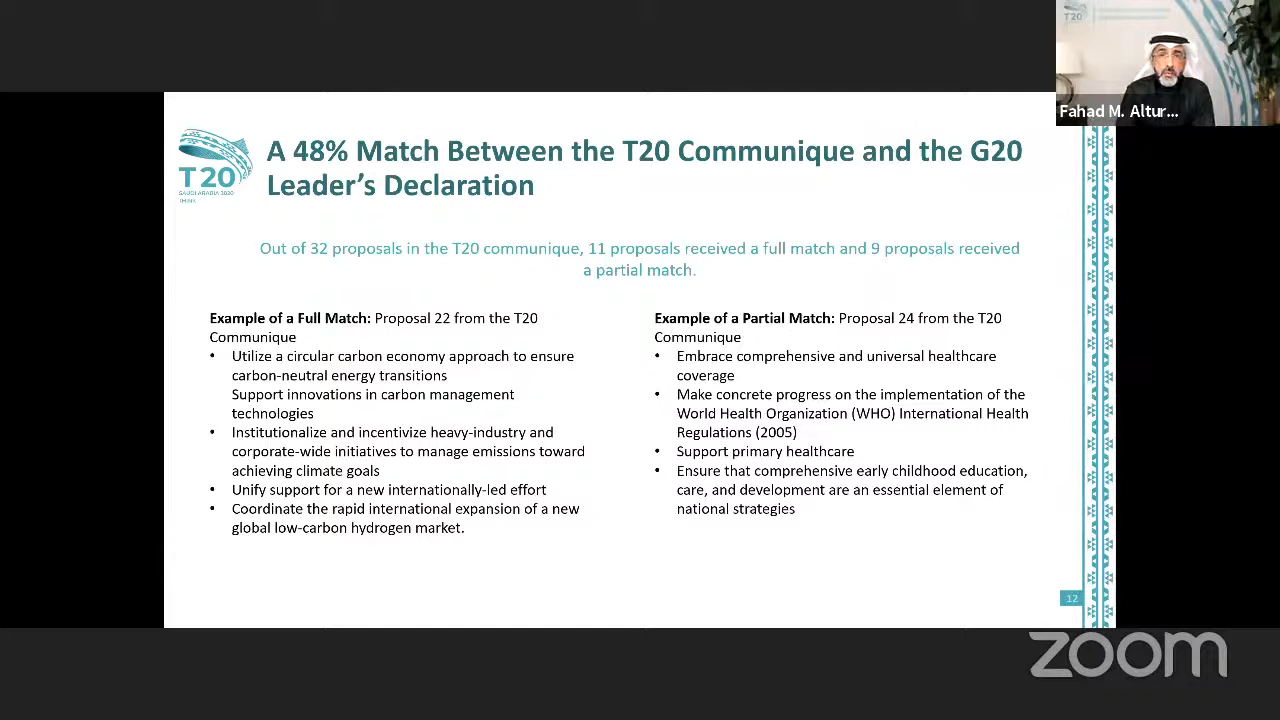 T20
Fahad M. Altur...
T20
SAUDI ARABIA 2020
THINK
A 48% Match Between the T20 Communique and the G20
Leader's Declaration
Out of 32 proposals in the T20 communique, 11 proposals received a full match and 9 proposals received
a partial match.
Example of a Full Match: Proposal 22 from the T20
Communique
• Utilize a circular carbon economy approach to ensure
carbon-neutral energy transitions
Support innovations in carbon management
technologies
• Institutionalize and incentivize heavy-industry and
corporate-wide initiatives to manage emissions toward
achieving climate goals
• Unify support for a new internationally-led effort
• Coordinate the rapid international expansion of a new
global low-carbon hydrogen market.
Example of a Partial Match: Proposal 24 from the T20
Communique
• Embrace comprehensive and universal healthcare
coverage
• Make concrete progress on the implementation of the
World Health Organization (WHO) International Health
Regulations (2005)
• Support primary healthcare
• Ensure that comprehensive early childhood education,
care, and development are an essential element of
national strategies
12
zoom